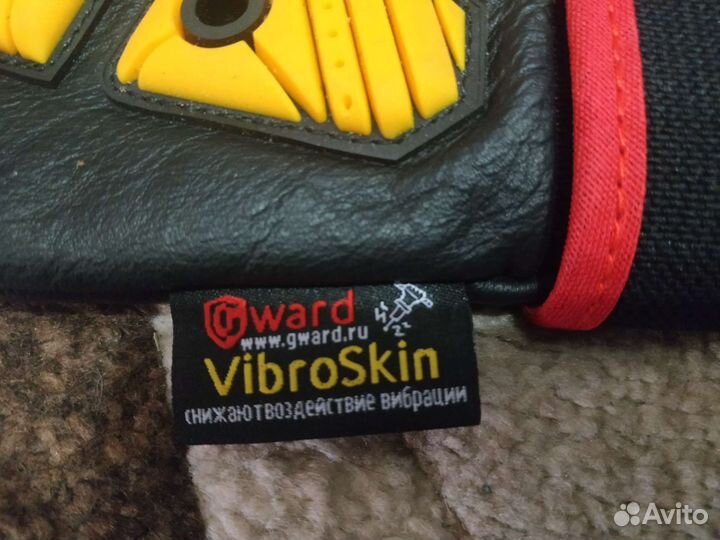 Gward
www.gward.ru
VibroSkin
снижают воздействие вибрации
Avito